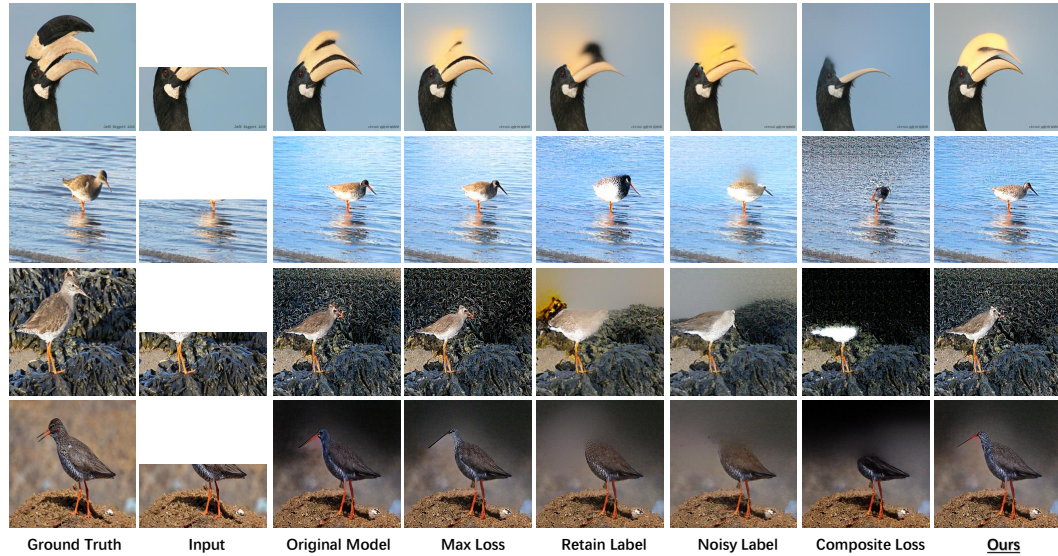 Ground Truth
Input
Original Model
Max Loss
Retain Label
Noisy Label
Composite Loss
Ours